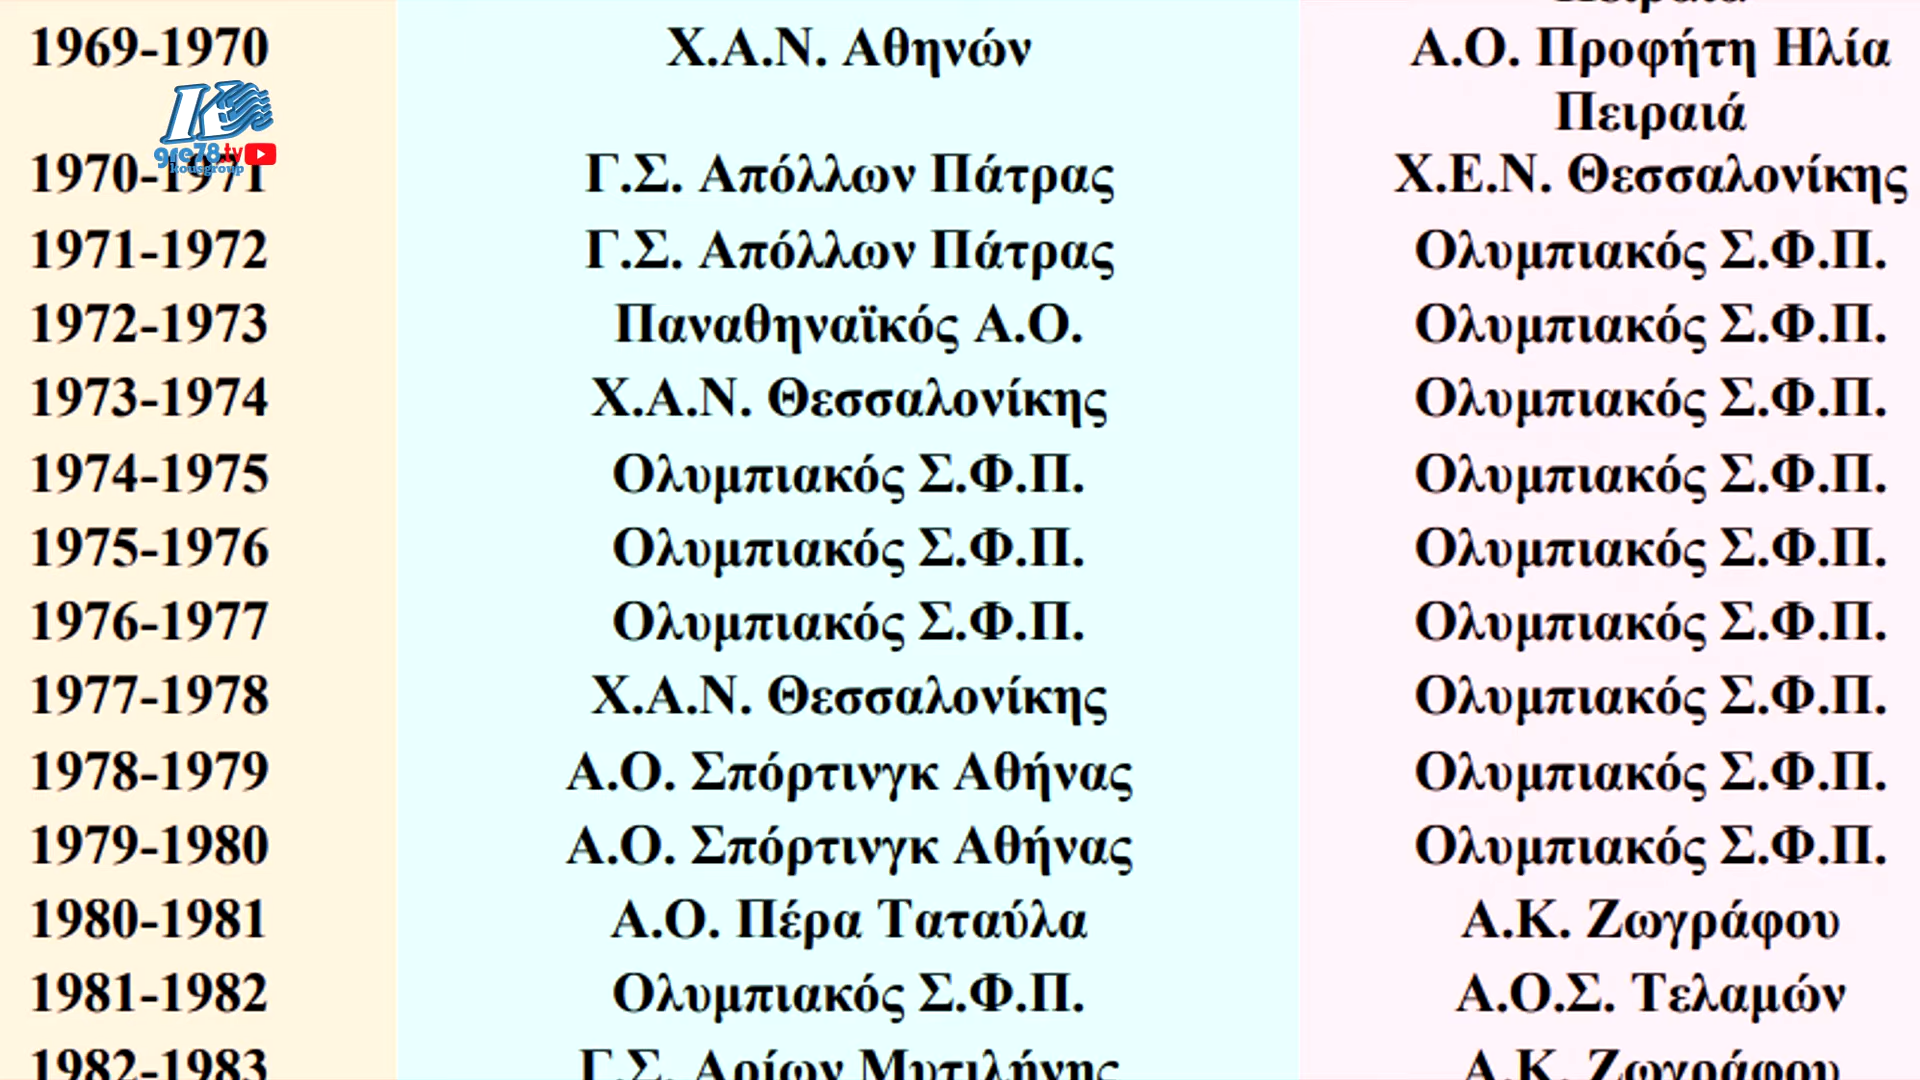 1969-1970 Χ.Α.Ν. Αθηνών Α.Ο. Προφήτη Ηλία
Πειραιά
gre78.tv
kousgroup
1970-1971 Γ.Σ. Απόλλων Πάτρας Χ.Ε.Ν. Θεσσαλονίκης
1971-1972 Γ.Σ. Απόλλων Πάτρας Ολυμπιακός Σ.Φ.Π.
1972-1973 Παναθηναϊκός Α.Ο. Ολυμπιακός Σ.Φ.Π.
1973-1974 Χ.Α.Ν. Θεσσαλονίκης Ολυμπιακός Σ.Φ.Π.
1974-1975 Ολυμπιακός Σ.Φ.Π. Ολυμπιακός Σ.Φ.Π.
1975-1976 Ολυμπιακός Σ.Φ.Π. Ολυμπιακός Σ.Φ.Π.
1976-1977 Ολυμπιακός Σ.Φ.Π. Ολυμπιακός Σ.Φ.Π.
1977-1978 Χ.Α.Ν. Θεσσαλονίκης Ολυμπιακός Σ.Φ.Π.
1978-1979 Α.Ο. Σπόρτινγκ Αθήνας Ολυμπιακός Σ.Φ.Π.
1979-1980 Α.Ο. Σπόρτινγκ Αθήνας Ολυμπιακός Σ.Φ.Π.
1980-1981 Α.Ο. Πέρα Ταταύλα Α.Κ. Ζωγράφου
1981-1982 Ολυμπιακός Σ.Φ.Π. Α.Ο.Σ. Τελαμών
1982-1983 Γ.Σ. Αρίων Μυτιλήνης Α.Κ. Ζωγράφου